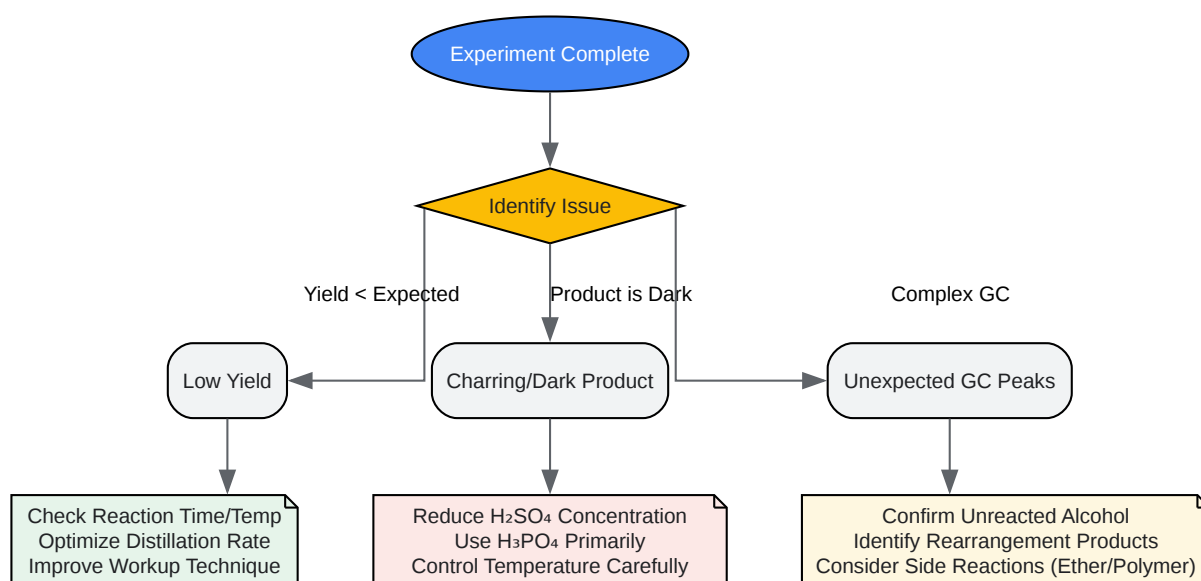 Experiment Complete
Identify Issue
Yield < Expected
Product is Dark
Complex GC
Low Yield
Charring/Dark Product
Unexpected GC Peaks
Check Reaction Time/Temp
Optimize Distillation Rate
Improve Workup Technique
Reduce H₂SO₄ Concentration
Use H₃PO₄ Primarily
Control Temperature Carefully
Confirm Unreacted Alcohol
Identify Rearrangement Products
Consider Side Reactions (Ether/Polymer)